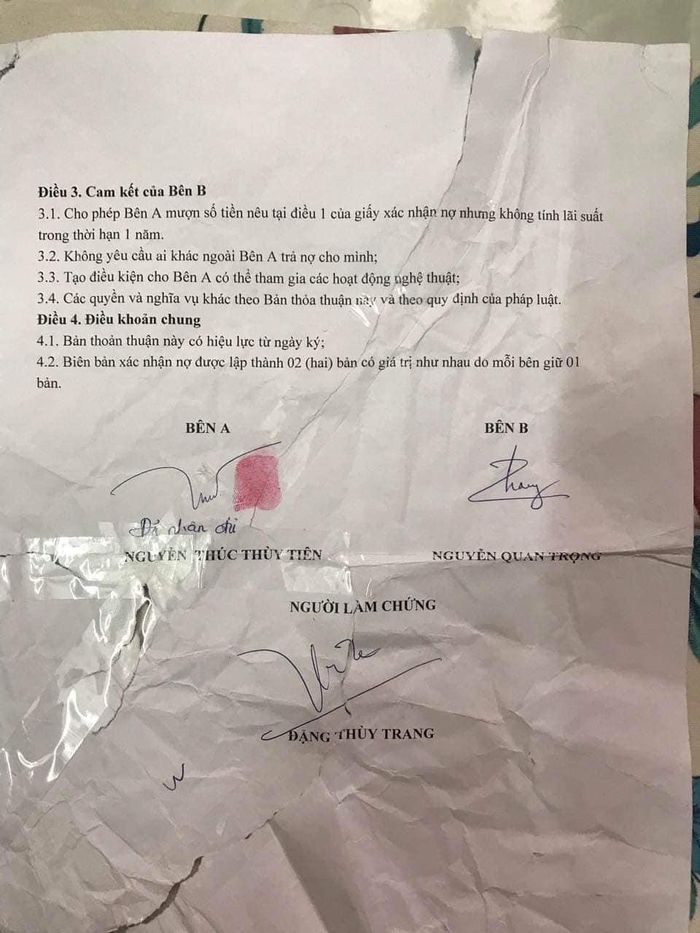 Điều 3. Cam kết của Bên B
3.1. Cho phép Bên A mượn số tiền nêu tại điều 1 của giấy xác nhận nợ nhưng không tính lãi suất
trong thời hạn 1 năm.
3.2. Không yêu cầu ai khác ngoài Bên A trả nợ cho mình;
3.3. Tạo điều kiện cho Bên A có thể tham gia các hoạt động nghệ thuật;
3.4. Các quyền và nghĩa vụ khác theo Bản thỏa thuận này và theo quy định của pháp luật.
Điều 4. Điều khoản chung
4.1. Bản thoản thuận này có hiệu lực từ ngày ký;
4.2. Biên bản xác nhận nợ được lập thành 02 (hai) bản có giá trị như nhau do mỗi bên giữ 01
bản.
BÊN A BÊN B
Đã nhận đủ
NGUYỄN THÚC THÙY TIÊN NGUYỄN QUAN TRỌNG
NGƯỜI LÀM CHỨNG
ĐẶNG THÙY TRANG